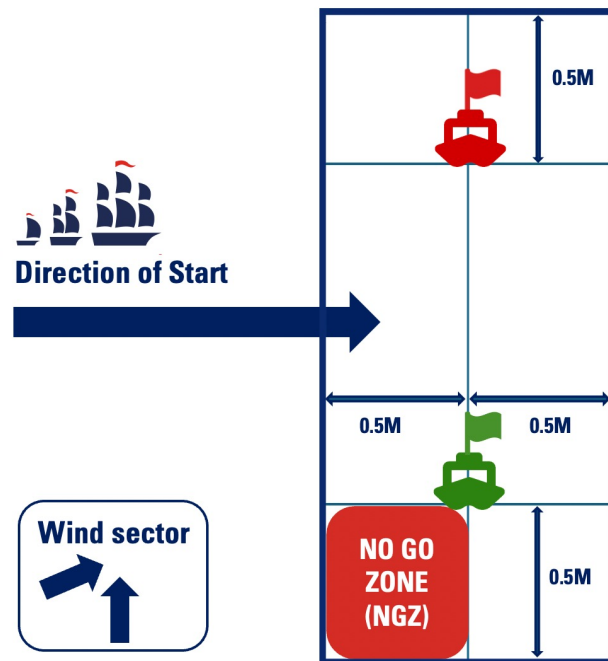 0.5M
Direction of Start
0.5M
0.5M
Wind sector
NO GO
ZONE
(NGZ)
0.5M